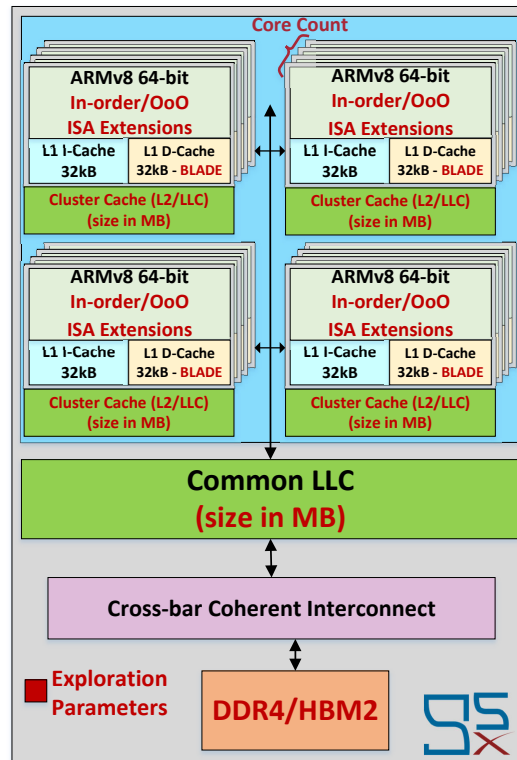 Core Count
ARMv8 64-bit
In-order/OoO
ISA Extensions
L1 I-Cache
32kB
L1 D-Cache
32kB - BLADE
Cluster Cache (L2/LLC)
(size in MB)
ARMv8 64-bit
In-order/OoO
ISA Extensions
L1 I-Cache
32kB
L1 D-Cache
32kB - BLADE
Cluster Cache (L2/LLC)
(size in MB)
ARMv8 64-bit
In-order/OoO
ISA Extensions
L1 I-Cache
32kB
L1 D-Cache
32kB - BLADE
Cluster Cache (L2/LLC)
(size in MB)
ARMv8 64-bit
In-order/OoO
ISA Extensions
L1 I-Cache
32kB
L1 D-Cache
32kB - BLADE
Cluster Cache (L2/LLC)
(size in MB)
Common LLC
(size in MB)
Cross-bar Coherent Interconnect
Exploration
Parameters
DDR4/HBM2
g5x